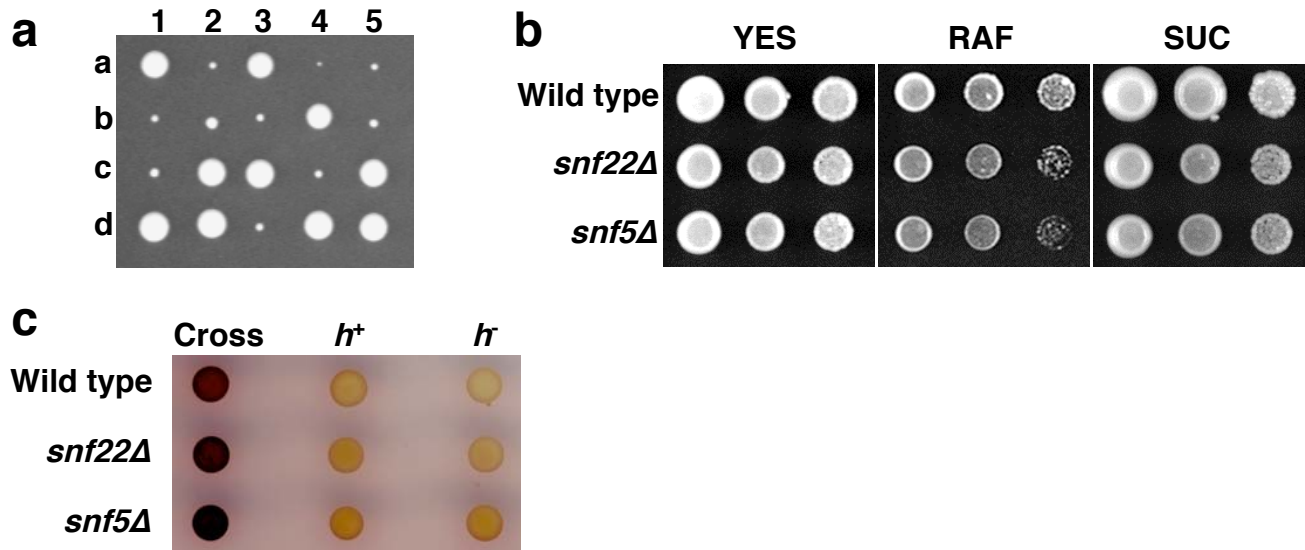 a
1 2 3 4 5
a
b
c
d
b
YES RAF SUC
Wild type
snf22Δ
snf5Δ
c
Cross h+ h-
Wild type
snf22Δ
snf5Δ